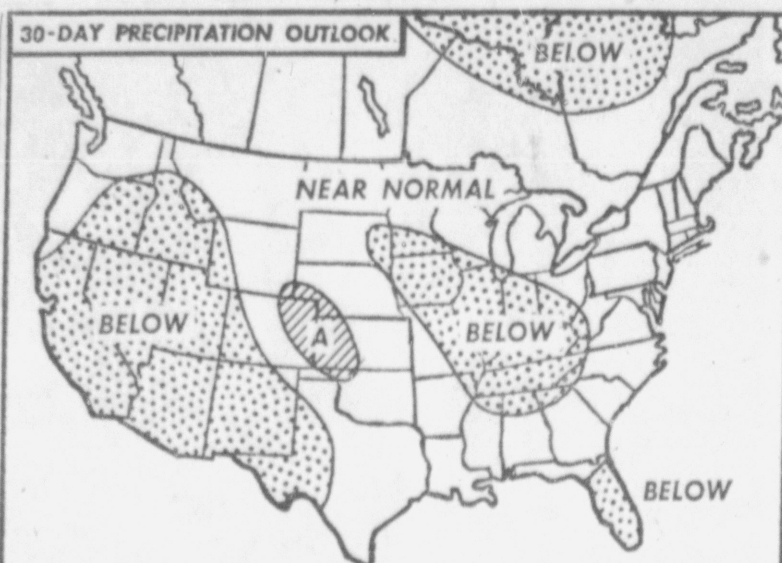 30-DAY PRECIPITATION OUTLOOK
BELOW
NEAR NORMAL
BELOW
A
BELOW
BELOW